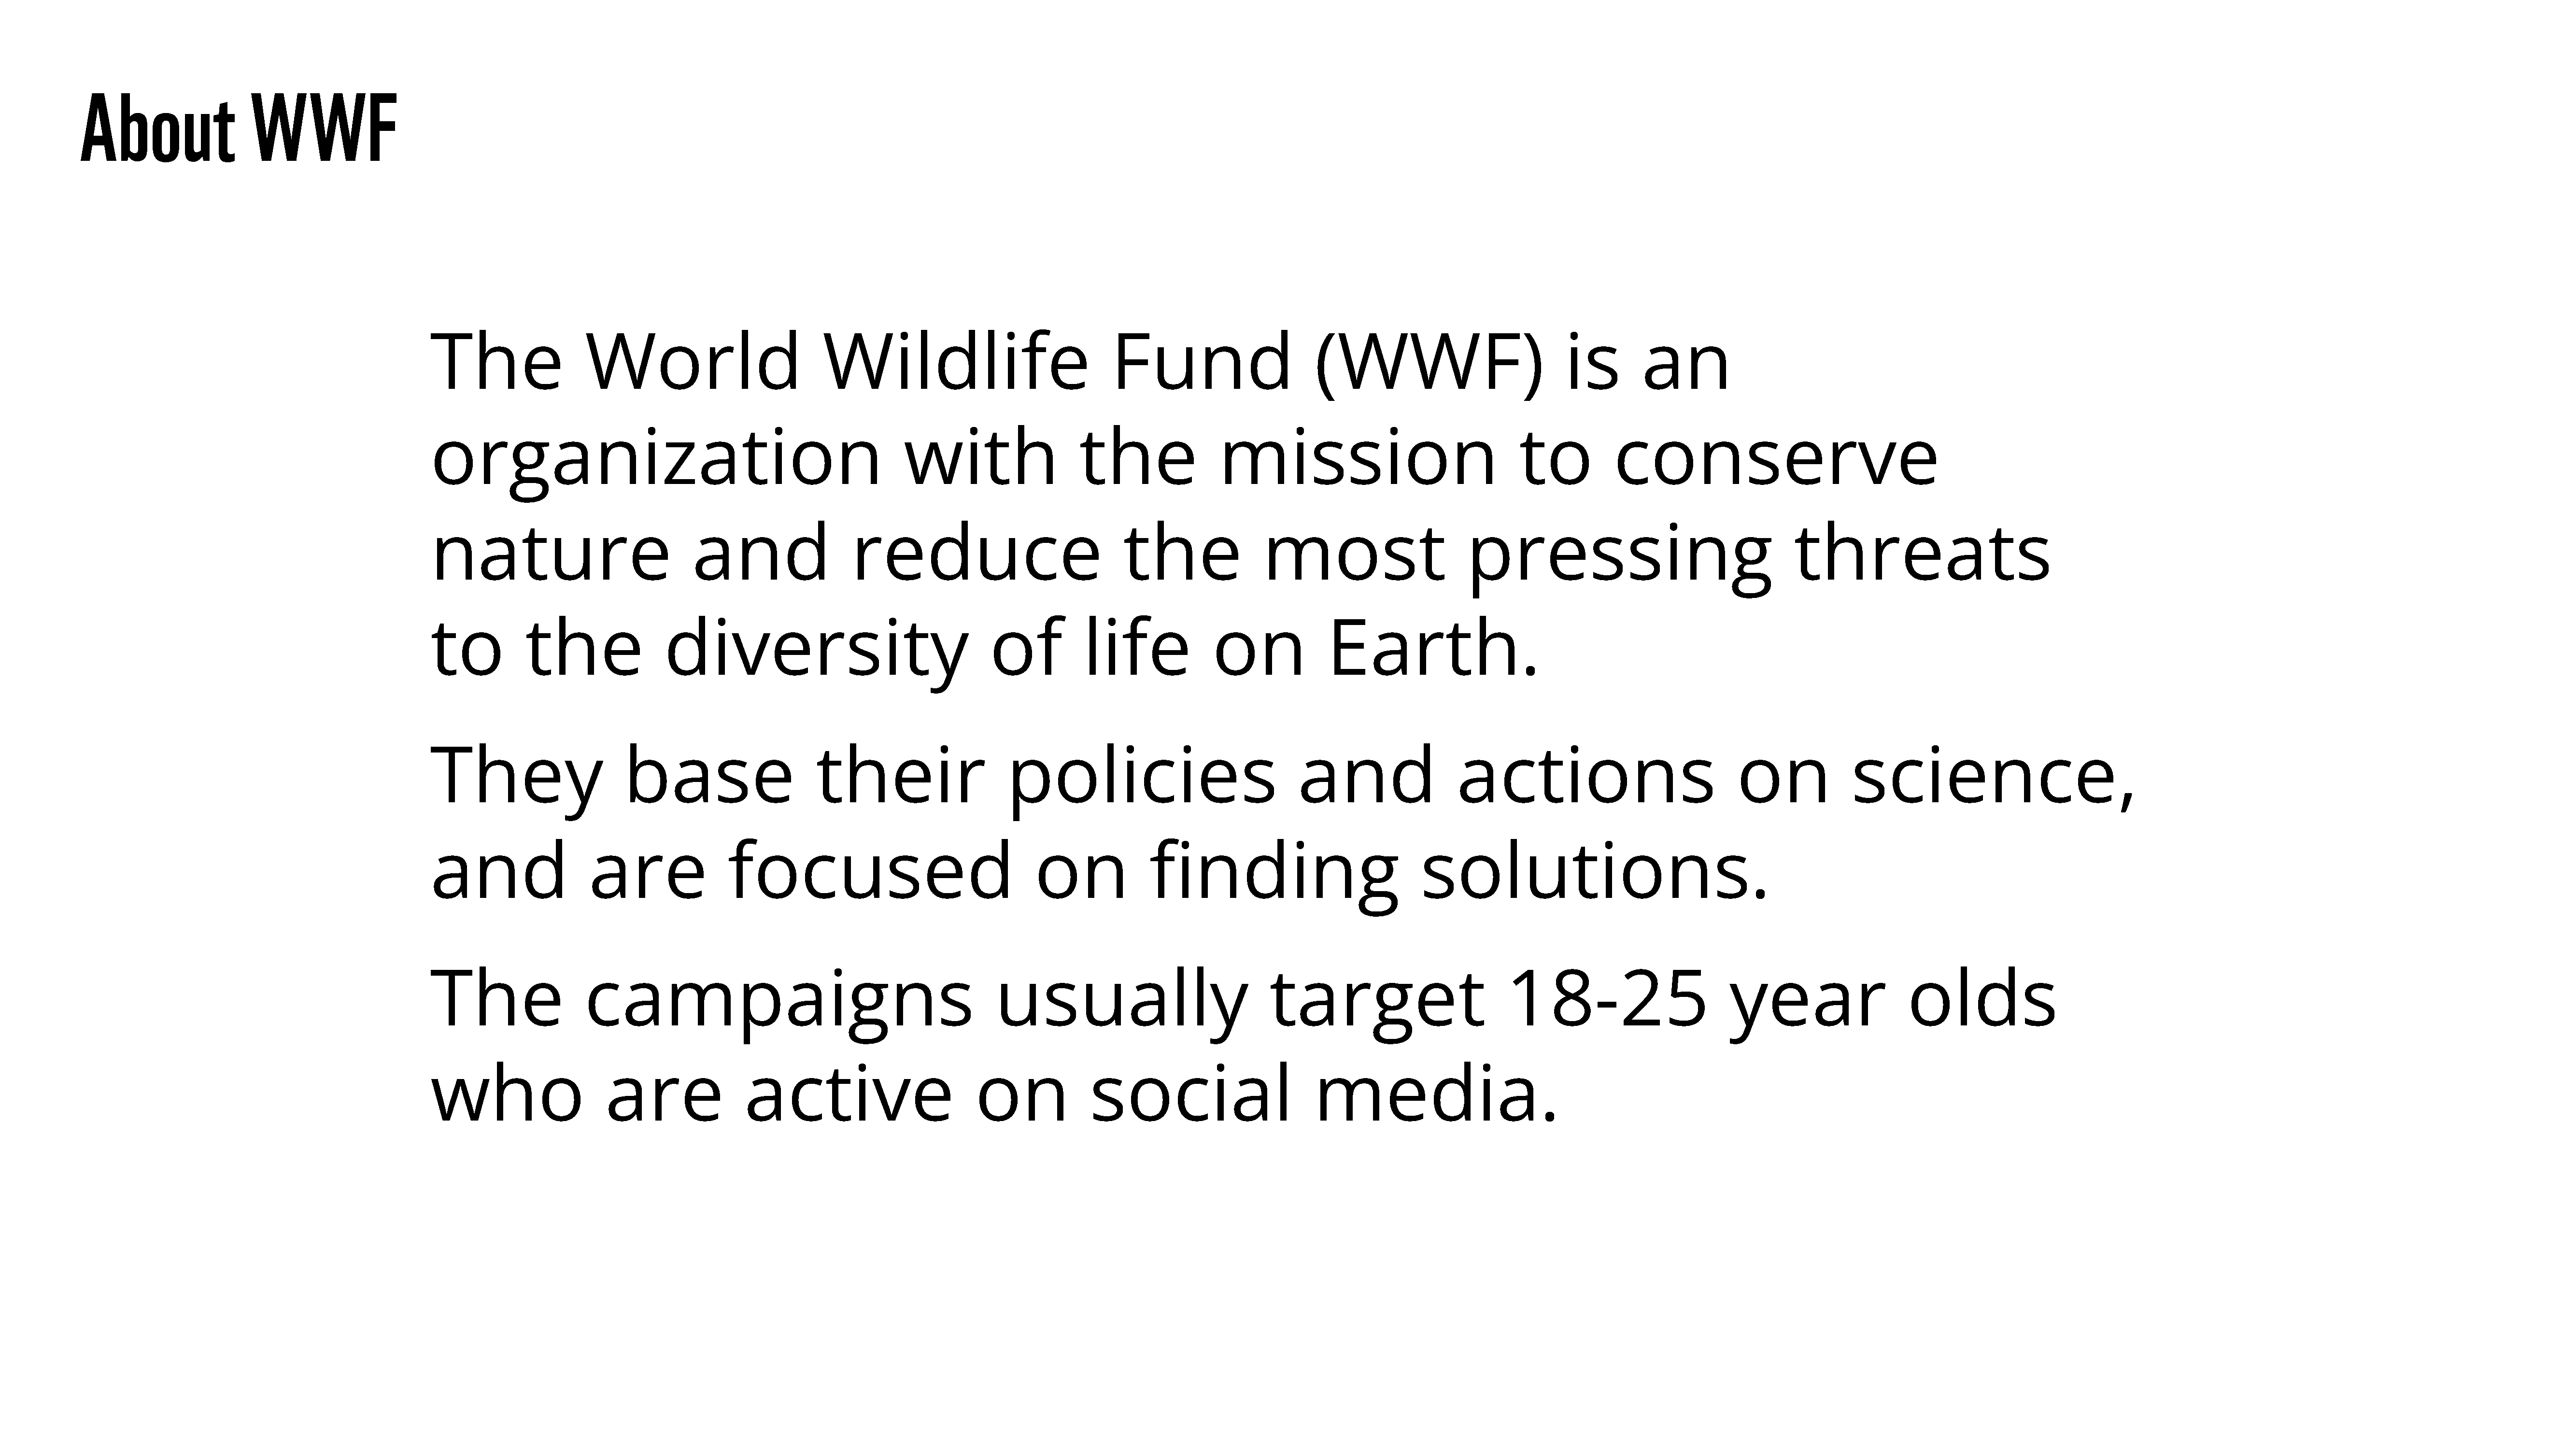 About WWF
The World Wildlife Fund (WWF) is an
organization with the mission to conserve
nature and reduce the most pressing threats
to the diversity of life on Earth.
They base their policies and actions on science,
and are focused on finding solutions.
The campaigns usually target 18-25 year olds
who are active on social media.